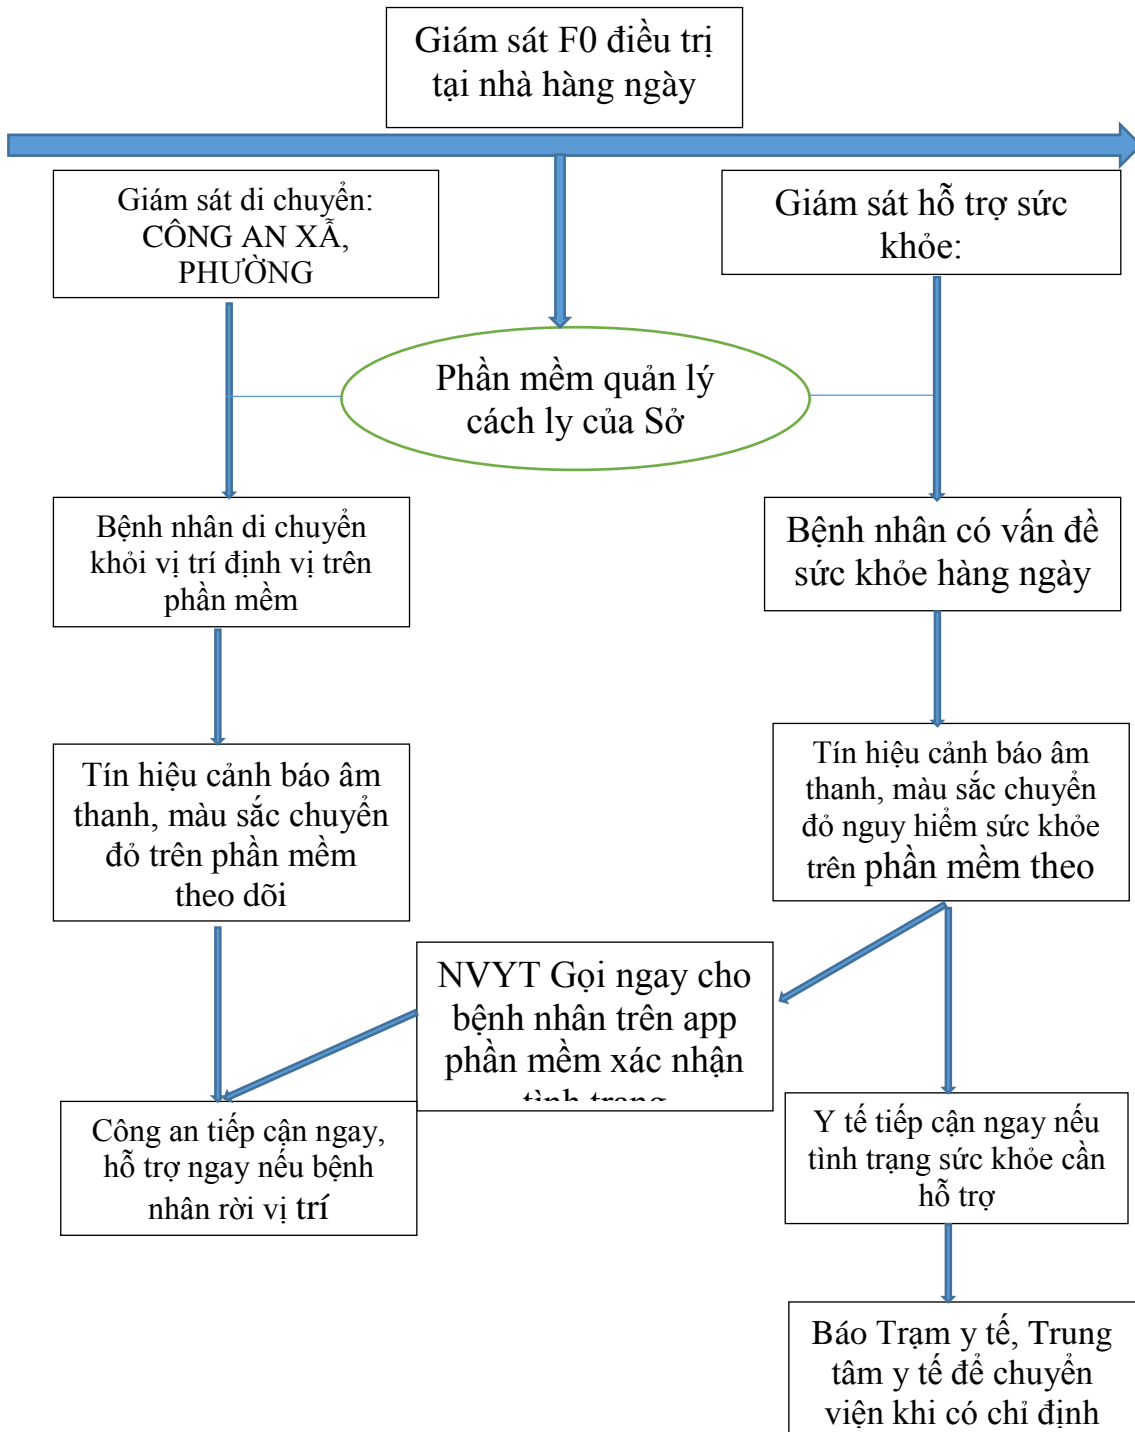 Giám sát F0 điều trị
tại nhà hàng ngày
Giám sát di chuyển:
CÔNG AN XẪ,
PHƯỜNG
Giám sát hỗ trợ sức
khỏe:
Phần mềm quản lý
cách ly của Sở
Bệnh nhân di chuyển
khỏi vị trí định vị trên
phần mềm
Bệnh nhân có vấn đề
sức khỏe hàng ngày
Tín hiệu cảnh báo âm
thanh, màu sắc chuyển
đỏ trên phần mềm
theo dõi
Tín hiệu cảnh báo âm
thanh, màu sắc chuyển
đỏ nguy hiểm sức khỏe
trên phần mềm theo
NVYT Gọi ngay cho
bệnh nhân trên app
phần mềm xác nhận
tình trạng
Công an tiếp cận ngay,
hỗ trợ ngay nếu bệnh
nhân rời vị trí
Y tế tiếp cận ngay nếu
tình trạng sức khỏe cần
hỗ trợ
Báo Trạm y tế, Trung
tâm y tế để chuyển
viện khi có chỉ định